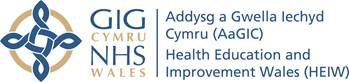 GIG
CYMRU
NHS
WALES
Addysg a Gwella Iechyd
Cymru (AaGIC)
Health Education and
Improvement Wales (HEIW)